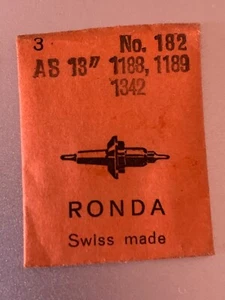 3 No. 182
AS 13" 1188, 1189
1342
RONDA
Swiss made